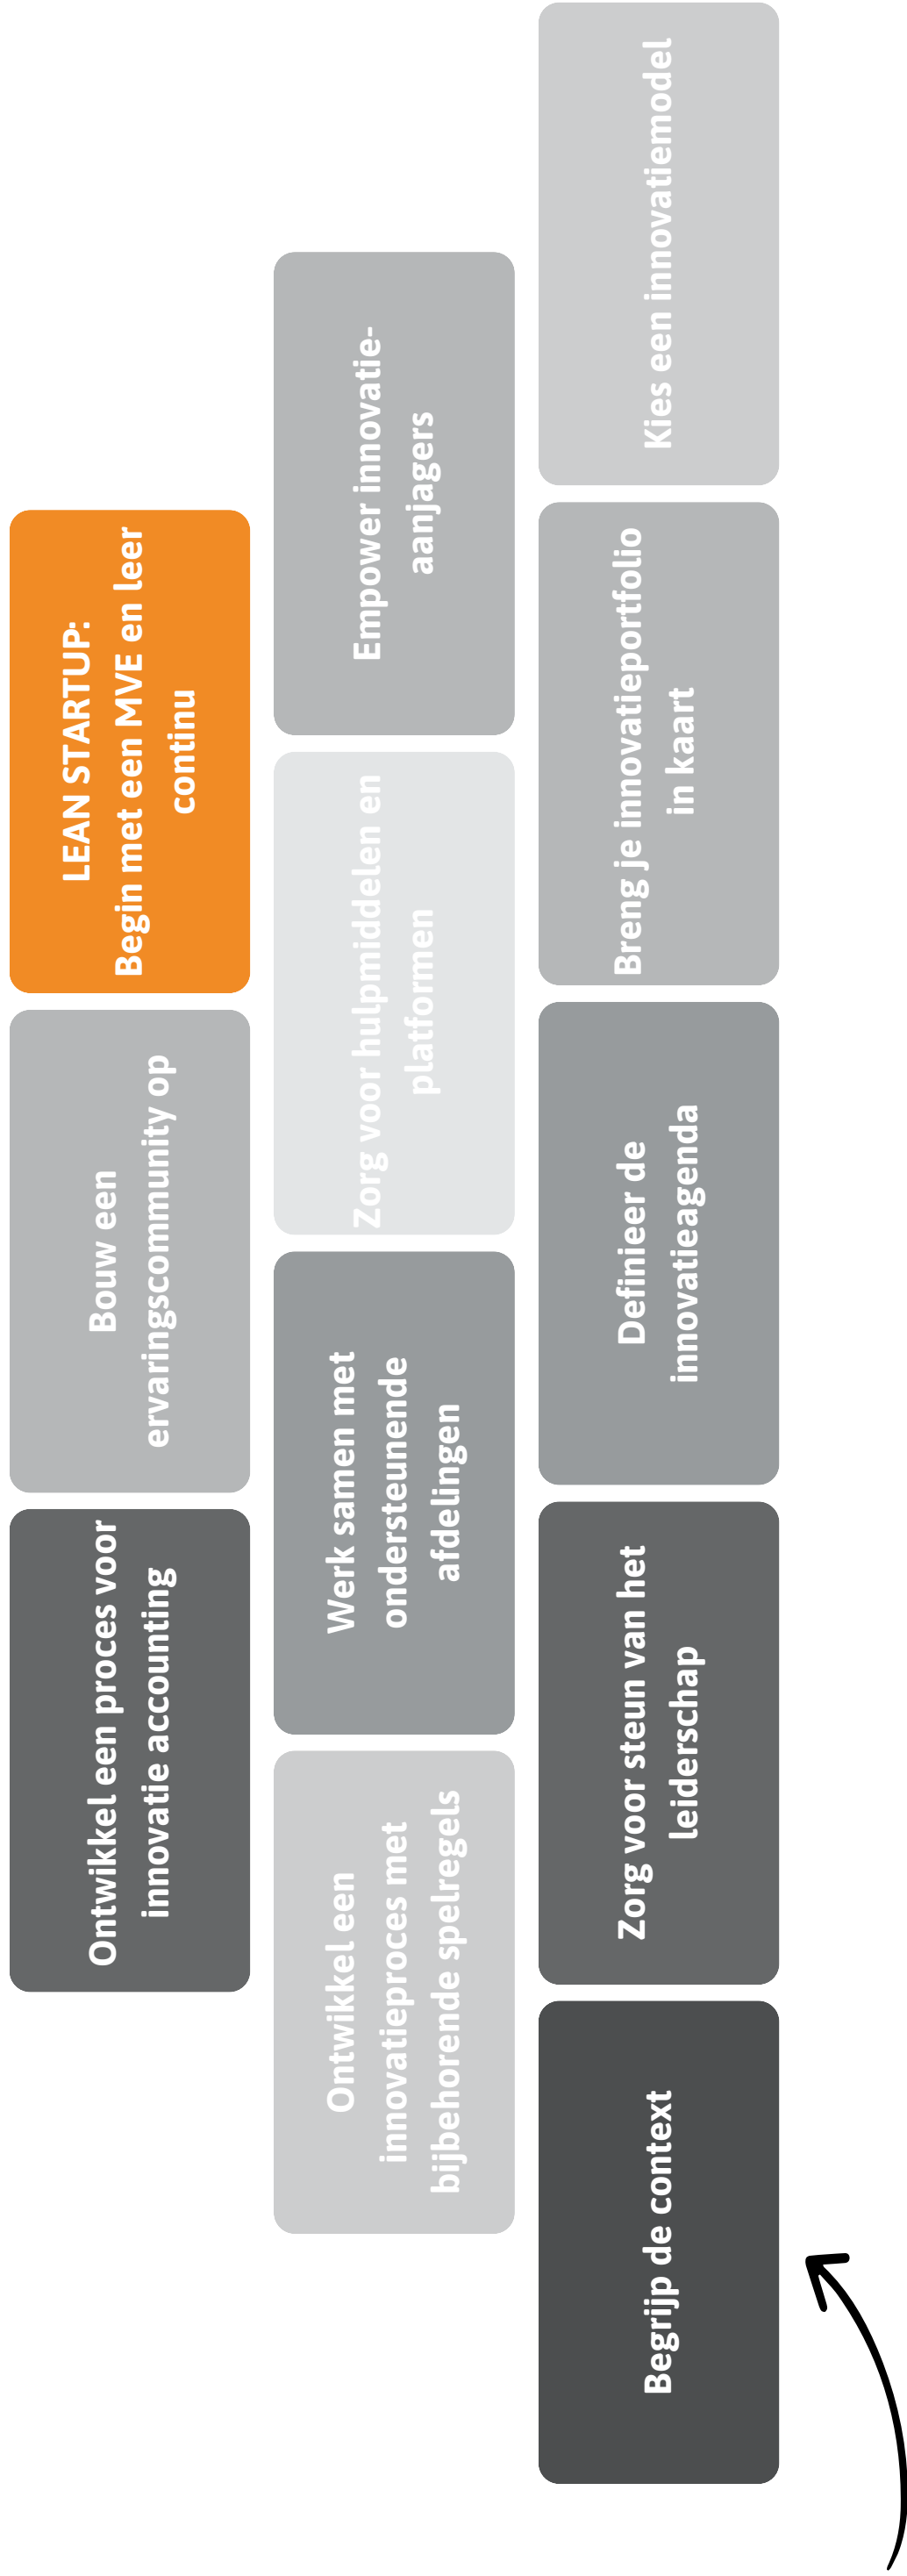 Ontwikkel een proces voor
innovatie accounting
Bouw een
ervaringscommunity op
LEAN STARTUP:
Begin met een MVE en leer
continu
Ontwikkel een
innovatieproces met
bijbehorende spelregels
Werk samen met
ondersteunende
afdelingen
Zorg voor hulpmiddelen en
platformen
Empower innovatie-
aanjagers
Begrijp de context
Zorg voor steun van het
leiderschap
Definieer de
innovatieagenda
Breng je innovatieportfolio
in kaart
Kies een innovatiemodel